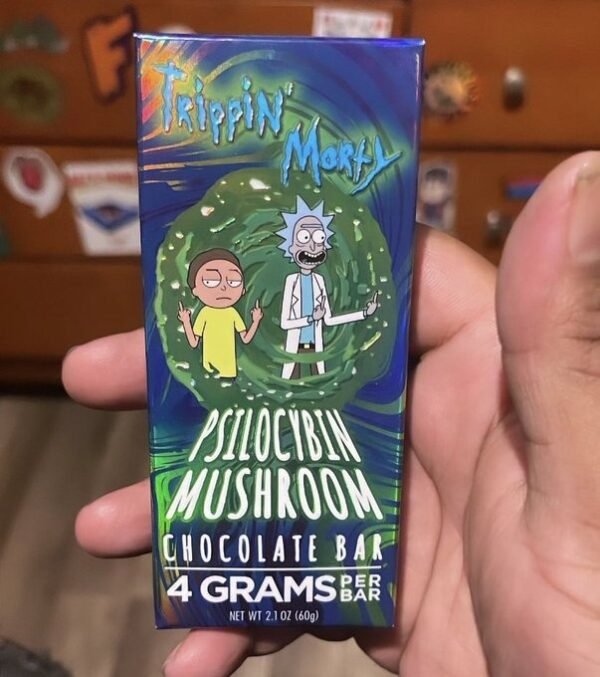 Trippin'
Morty
PSILOCYBIN
MUSHROOM
CHOCOLATE BAR
4 GRAMS PER BAR
NET WT 2.1 OZ (60g)
F